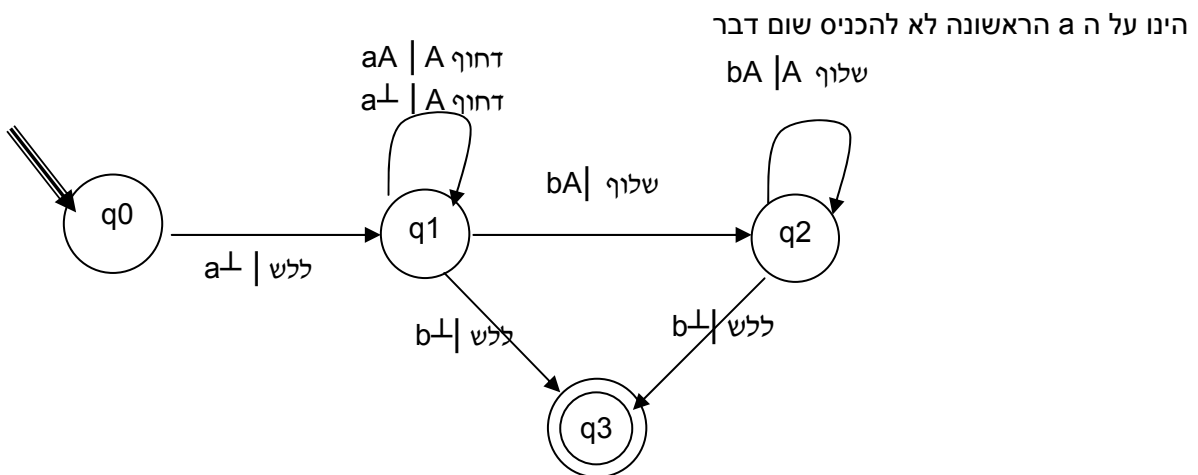 הינו על ה a הראשונה לא להכניס שום דבר
aA | A דחוף
a⊥ | A דחוף
bA |A שלוף
q0
q1
q2
bA| שלוף
a⊥ | ללש
b⊥| ללש
b⊥| ללש
q3